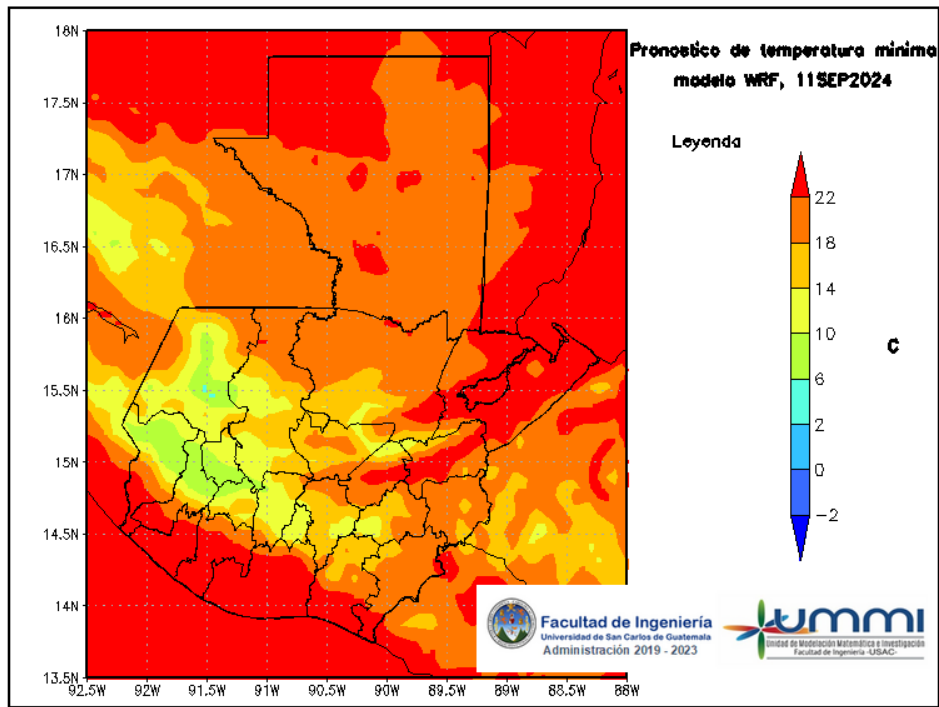 Pronostico de temperatura minima
modelo WRF, 11SEP2024
Leyenda
22
18
14
10
6
2
0
−2
C
18N
17.5N
17N
16.5N
16N
15.5N
15N
14.5N
14N
13.5N
92.5W
92W
91.5W
91W
90.5W
90W
89.5W
89W
88.5W
88W
Facultad de Ingeniería
Universidad de San Carlos de Guatemala
Administración 2019 - 2023
UMMI
Unidad de Modelación Matemática e Investigación
Facultad de Ingeniería -USAC-